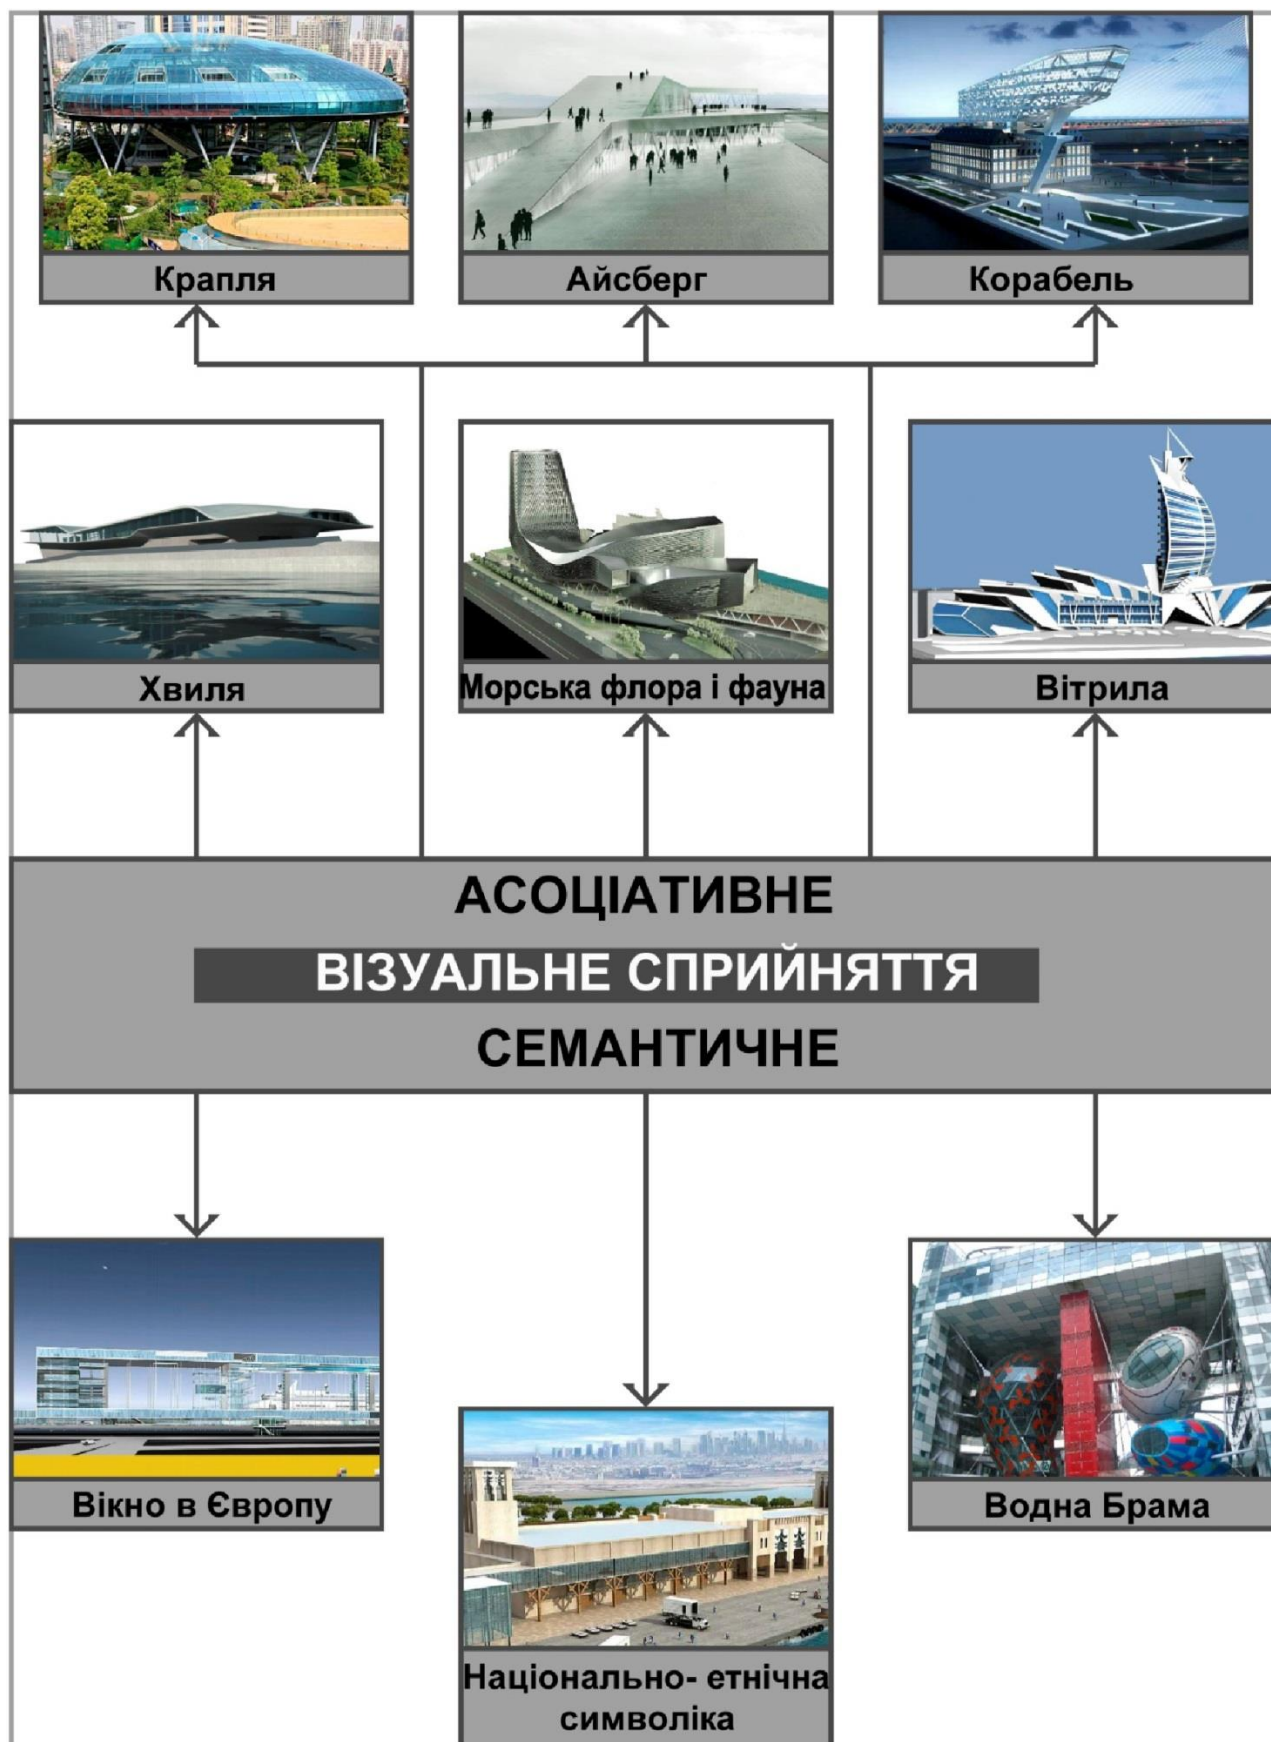 Крапля
Айсберг
Корабель
Хвиля
Морська флора і фауна
Вітрила
АСОЦІАТИВНЕ
ВІЗУАЛЬНЕ СПРИЙНЯТТЯ
СЕМАНТИЧНЕ
Вікно в Європу
Водна Брама
Національно- етнічна
символіка